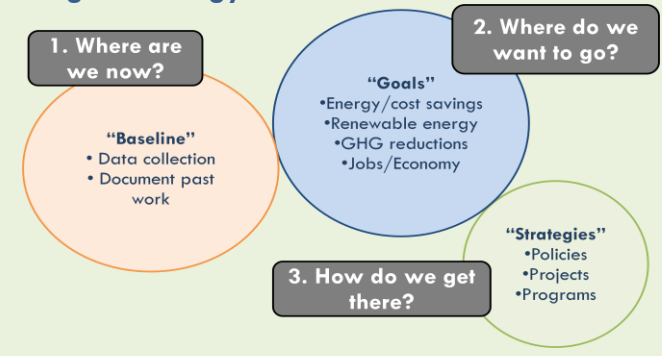 1. Where are
we now?
“Baseline”
• Data collection
• Document past
work
2. Where do we
want to go?
“Goals”
•Energy/cost savings
•Renewable energy
•GHG reductions
•Jobs/Economy
3. How do we get
there?
“Strategies”
•Policies
•Projects
•Programs